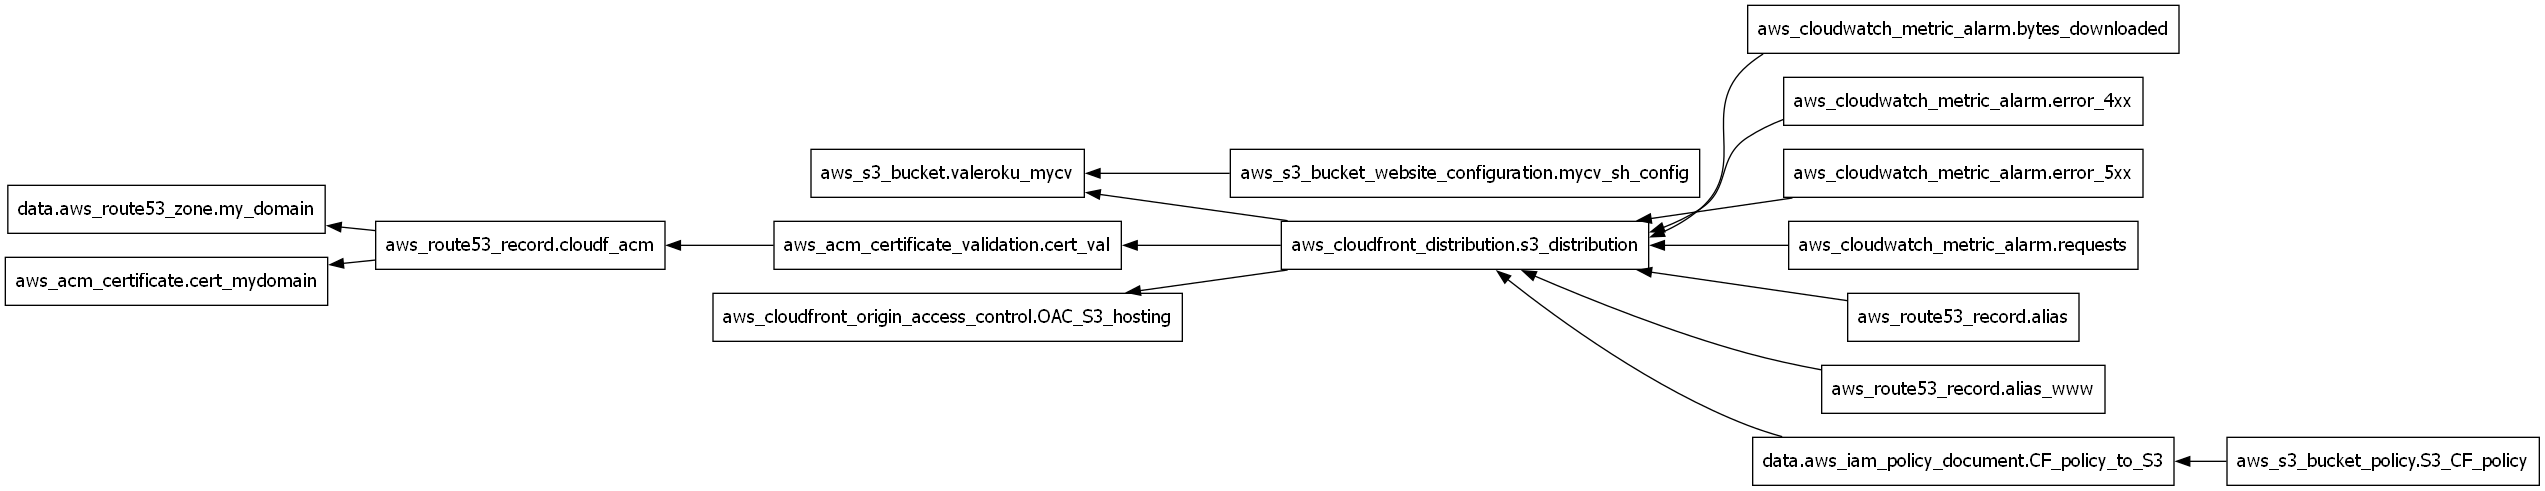 aws_cloudwatch_metric_alarm.bytes_downloaded
aws_cloudwatch_metric_alarm.error_4xx
aws_s3_bucket.valeroku_mycv
aws_s3_bucket_website_configuration.mycv_sh_config
aws_cloudwatch_metric_alarm.error_5xx
data.aws_route53_zone.my_domain
aws_route53_record.cloudf_acm
aws_acm_certificate_validation.cert_val
aws_cloudfront_distribution.s3_distribution
aws_cloudwatch_metric_alarm.requests
aws_acm_certificate.cert_mydomain
aws_cloudfront_origin_access_control.OAC_S3_hosting
aws_route53_record.alias
aws_route53_record.alias_www
data.aws_iam_policy_document.CF_policy_to_S3
aws_s3_bucket_policy.S3_CF_policy